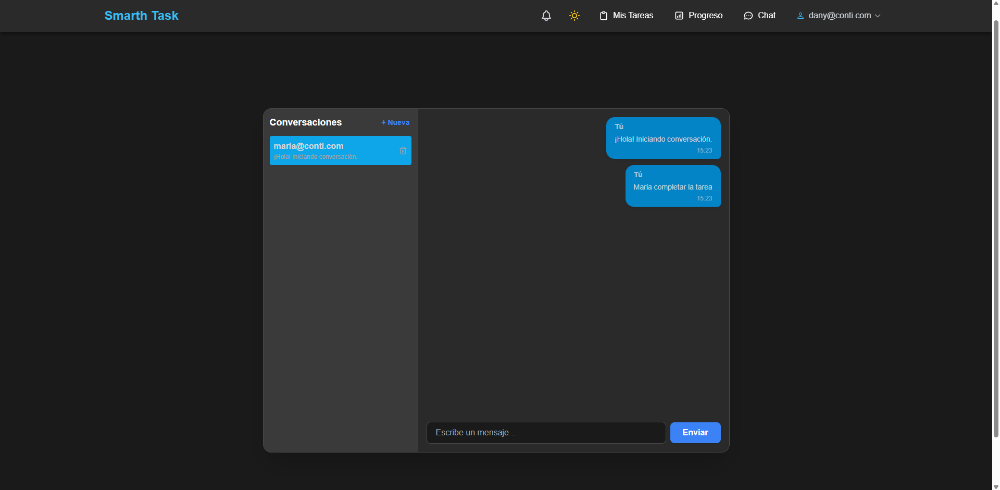 Smarth Task
Mis Tareas
Progreso
Chat
dany@conti.com
Conversaciones
+ Nueva
maria@conti.com
¡Hola! Iniciando conversación.
Tú
¡Hola! Iniciando conversación.
15:23
Tú
Maria completar la tarea
15:23
Escribe un mensaje...
Enviar